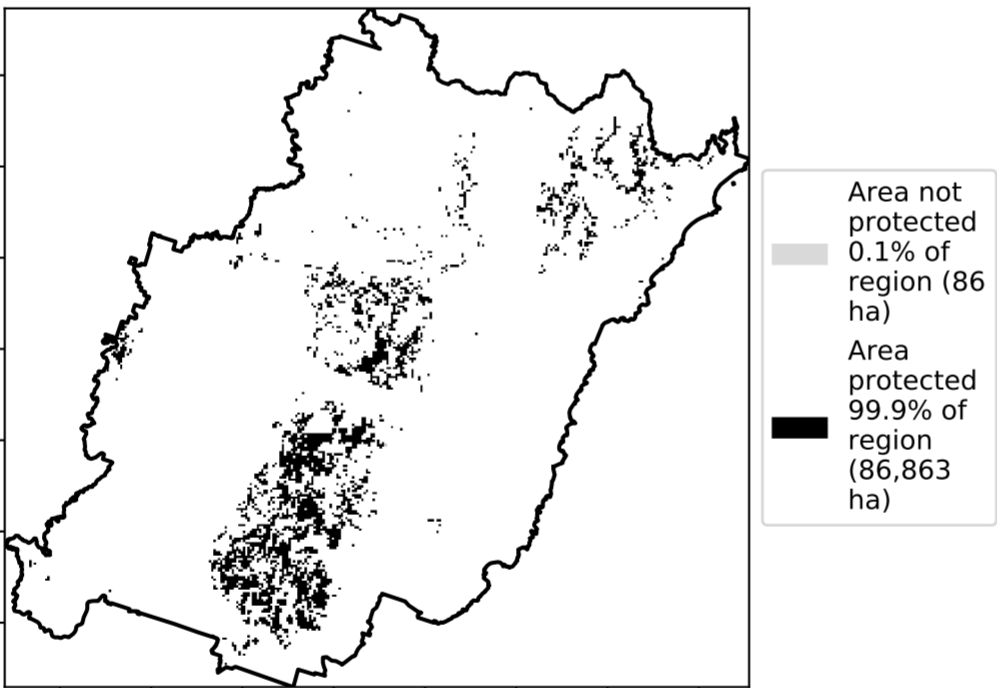 Area not
protected
0.1% of
region (86
ha)
Area
protected
99.9% of
region
(86,863
ha)